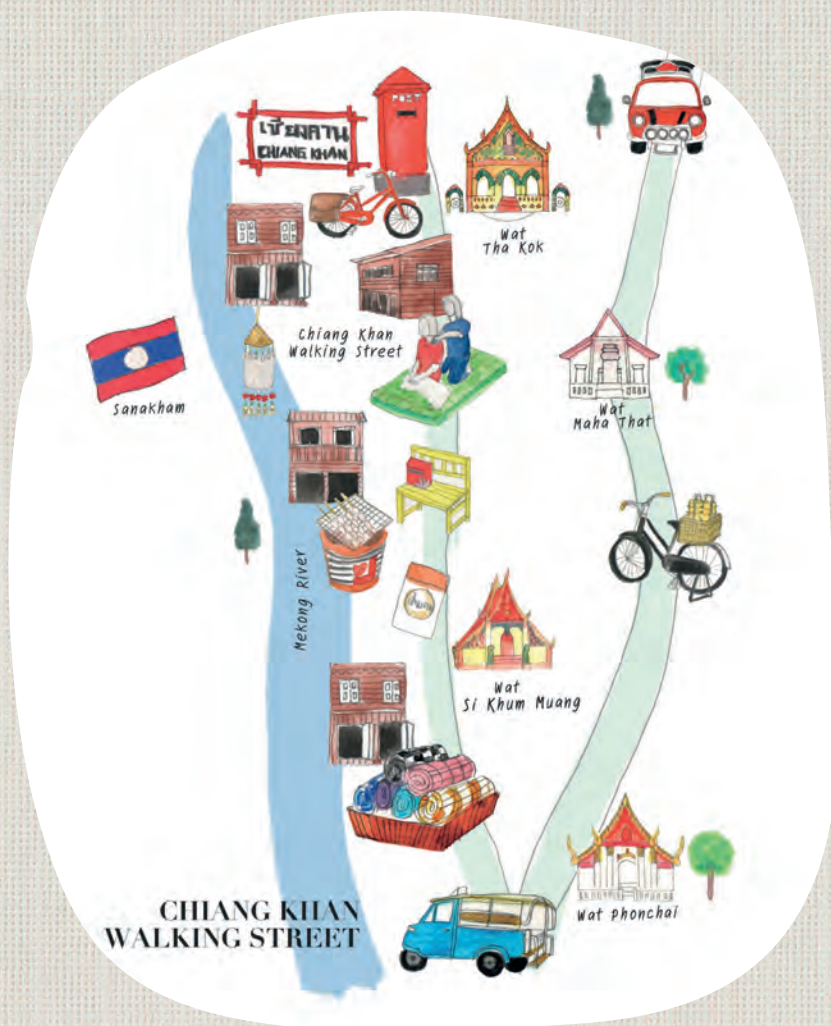 เชียงคาน
CHIANG KHAN
Wat
Tha Kok
Chiang Khan
Walking Street
Sanakham
Wat
Maha That
Mekong River
Wat
Si Khum Muang
Wat Phonchai
CHIANG KHAN
WALKING STREET